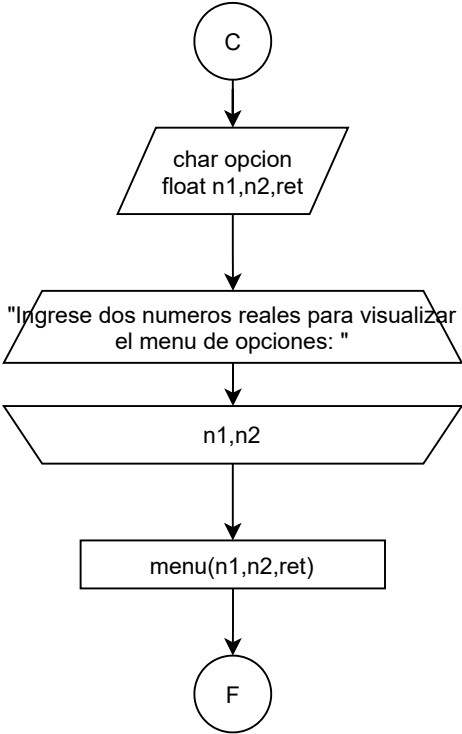 C
char opcion
float n1,n2,ret
"Ingrese dos numeros reales para visualizar
el menu de opciones: "
n1,n2
menu(n1,n2,ret)
F